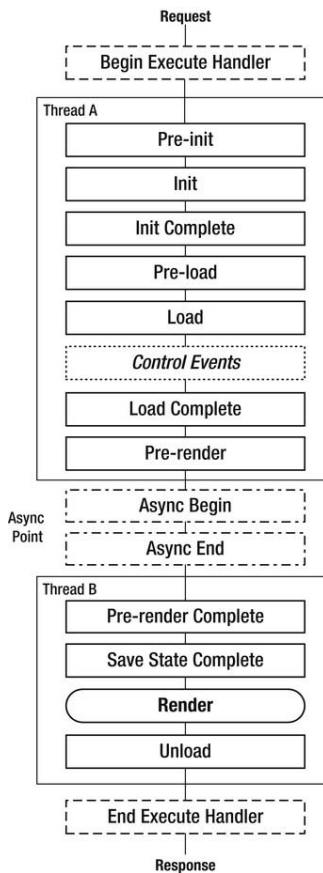 Request
Begin Execute Handler
Thread A
Pre-init
Init
Init Complete
Pre-load
Load
Control Events
Load Complete
Pre-render
Async Begin
Async
Point
Async End
Thread B
Pre-render Complete
Save State Complete
Render
Unload
End Execute Handler
Response